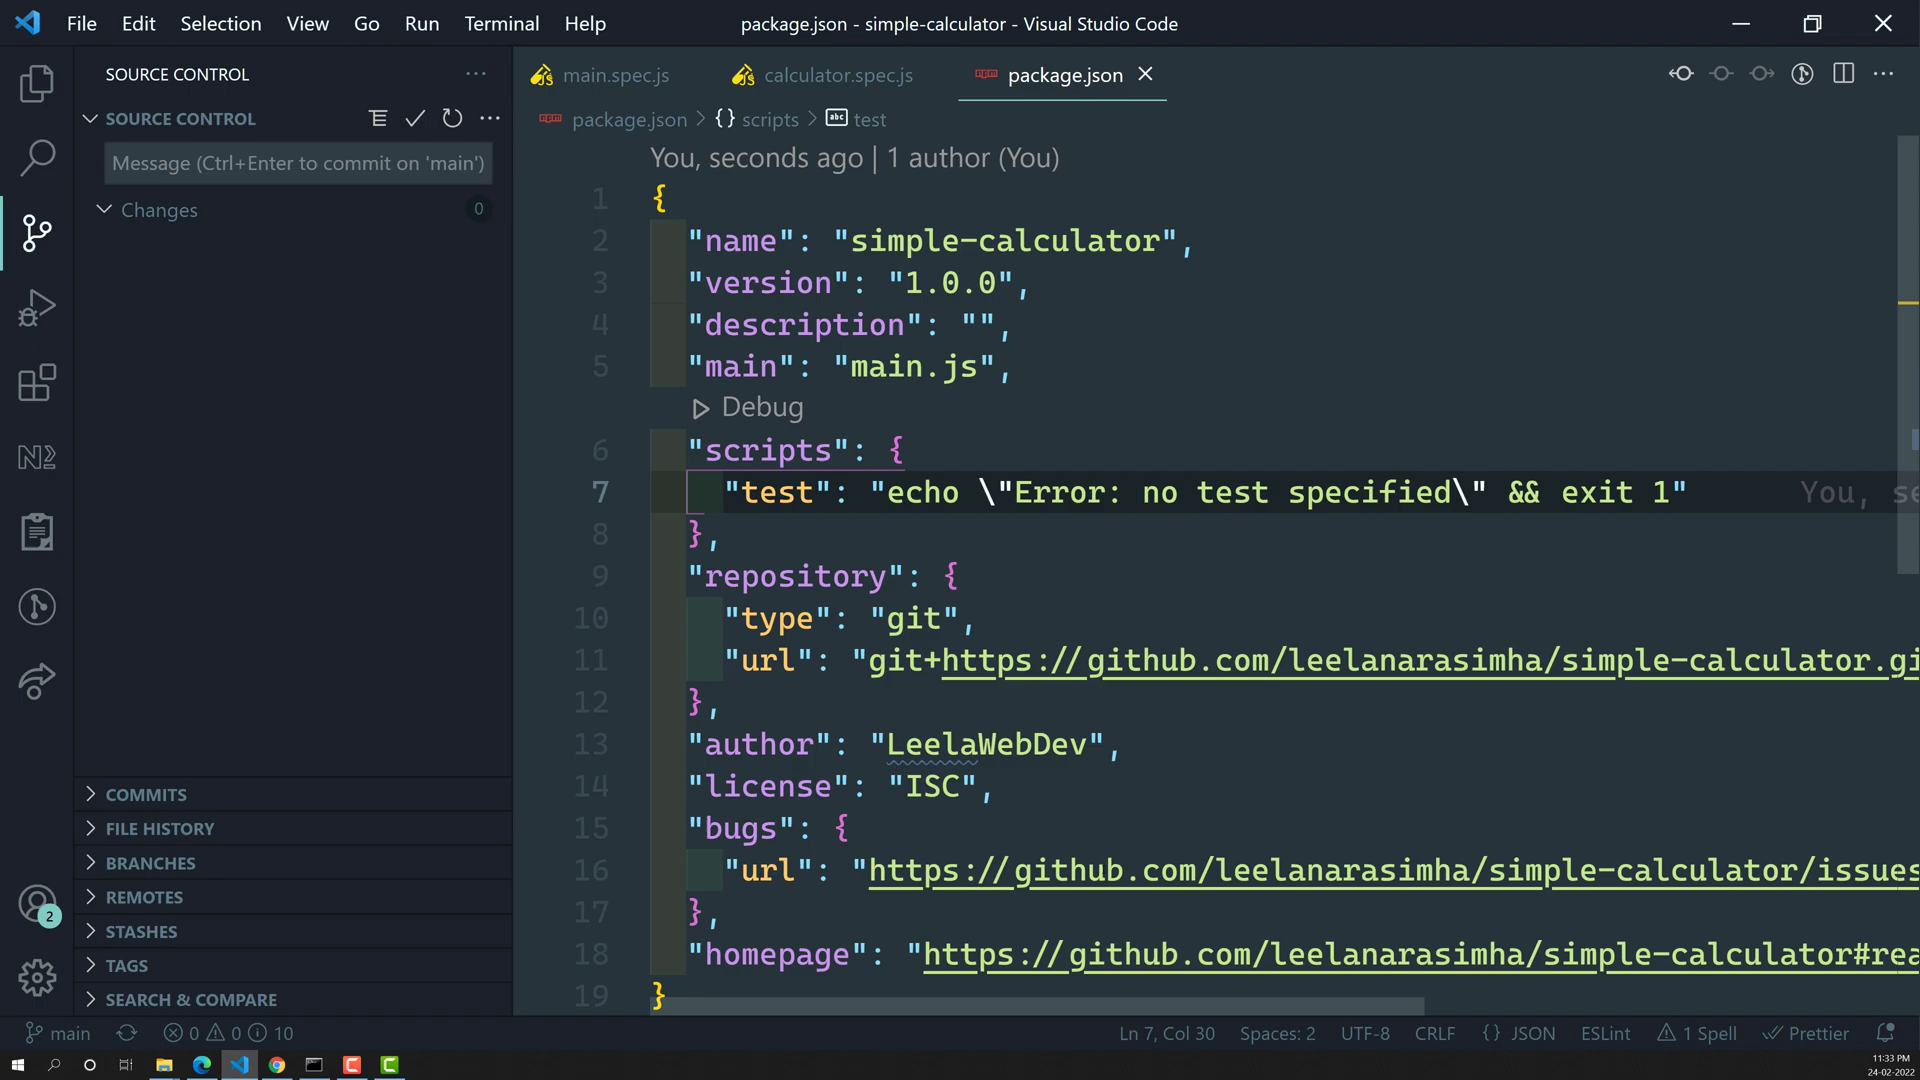 File Edit Selection View Go Run Terminal Help
package.json - simple-calculator - Visual Studio Code
SOURCE CONTROL
SOURCE CONTROL
Message (Ctrl+Enter to commit on 'main')
Changes 0
COMMITS
FILE HISTORY
BRANCHES
REMOTES
STASHES
TAGS
SEARCH & COMPARE
2
main.spec.js calculator.spec.js package.json
package.json > {} scripts > abc test
You, seconds ago | 1 author (You)
1 {
2 "name": "simple-calculator",
3 "version": "1.0.0",
4 "description": "",
5 "main": "main.js",
Debug
6 "scripts": {
7 "test": "echo \"Error: no test specified\" && exit 1" You, se
8 },
9 "repository": {
10 "type": "git",
11 "url": "git+https://github.com/leelanarasimha/simple-calculator.gi
12 },
13 "author": "LeelaWebDev",
14 "license": "ISC",
15 "bugs": {
16 "url": "https://github.com/leelanarasimha/simple-calculator/issues
17 },
18 "homepage": "https://github.com/leelanarasimha/simple-calculator#rea
19 }
main 0 0 10 Ln 7, Col 30 Spaces: 2 UTF-8 CRLF {} JSON ESLint 1 Spell Prettier
11:33 PM
24-02-2022